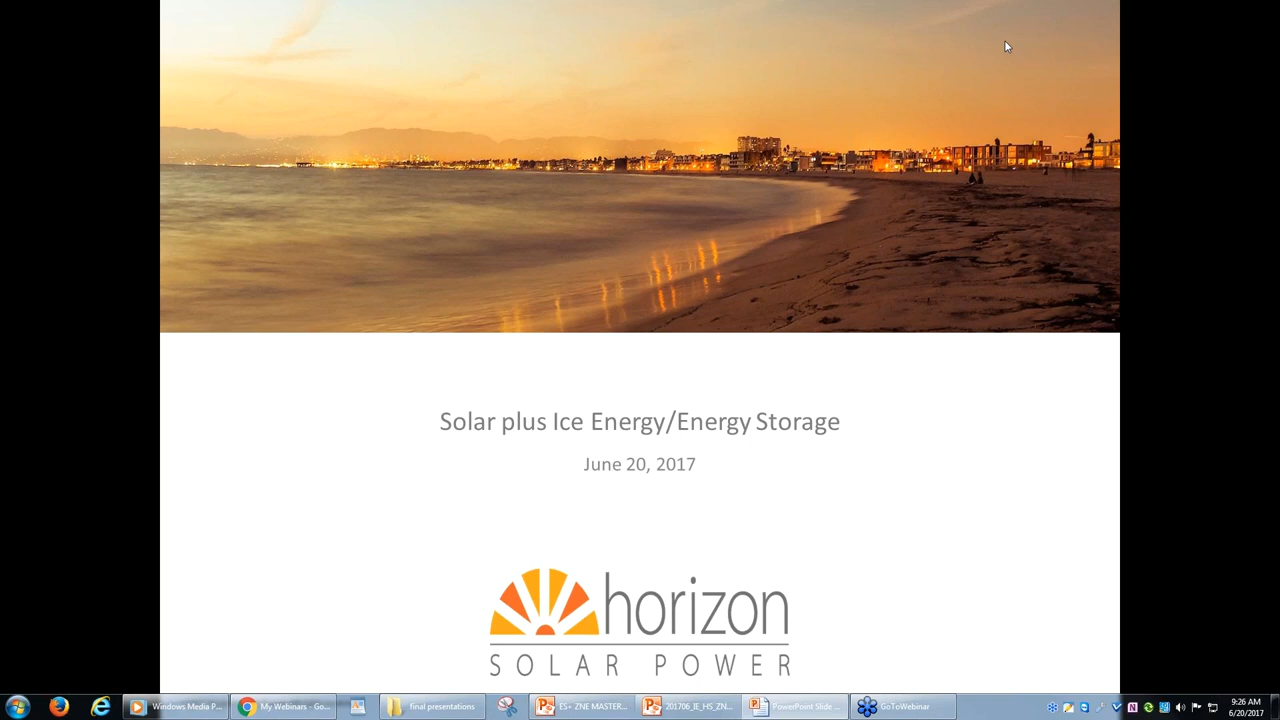 Solar plus Ice Energy/Energy Storage
June 20, 2017
horizon
SOLAR POWER
Windows Media P...
My Webinars - Go...
final presentations
ES+ ZNE MASTER...
201706_IE_HS_ZN...
PowerPoint Slide ...
GoToWebinar
9:26 AM
6/20/2017